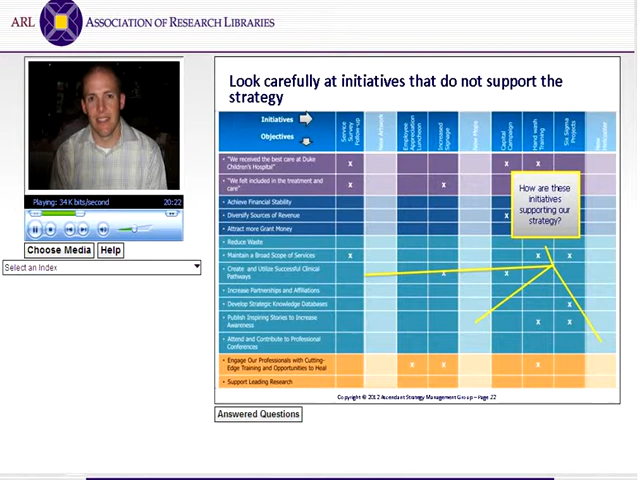 ARL ASSOCIATION OF RESEARCH LIBRARIES
Look carefully at initiatives that do not support the
strategy
Initiatives
Objectives
Service
Survey
Follow-up
New Artwork
Employee
Appreciation
Luncheon
Increased
Signage
New Maps
Capital
Campaign
Hand wash
Training
Six Sigma
Projects
New
• "We received the best care at Duke
Children's Hospital"
X X X
• "We felt included in the treatment and
care"
X X
• Achieve Financial Stability
• Diversify Sources of Revenue
X
• Attract more Grant Money
• Reduce Waste
• Maintain a Broad Scope of Services
X X X
• Create and Utilize Successful Clinical
Pathways
X X
• Increase Partnerships and Affiliations
• Develop Strategic Knowledge Databases
X
• Publish Inspiring Stories to Increase
Awareness
X X
• Attend and Contribute to Professional
Conferences
• Engage Our Professionals with Cutting-
Edge Training and Opportunities to Heal
X X X
• Support Leading Research
How are these
initiatives
supporting our
strategy?
Copyright © 2012 Ascendant Strategy Management Group – Page 22
Playing: 34 K bits/second 20:22
Choose Media Help
Select an Index
Answered Questions